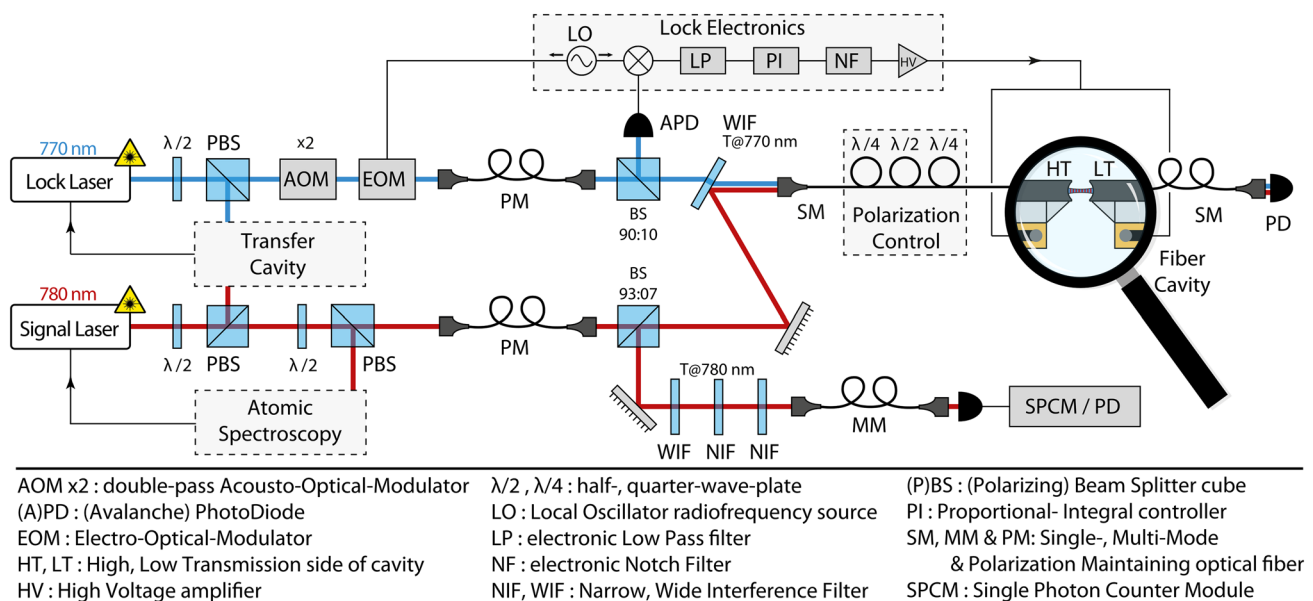 Lock Electronics
LO
LP
PI
NF
HV
770 nm
λ/2
PBS
x2
APD
WIF
T@770 nm
λ/4 λ/2 λ/4
Lock Laser
AOM
EOM
PM
BS
90:10
SM
Polarization
Control
HT
LT
SM
PD
Fiber
Cavity
Transfer
Cavity
780 nm
BS
93:07
Signal Laser
λ/2
PBS
λ/2
PBS
PM
T@780 nm
Atomic
Spectroscopy
WIF
NIF
NIF
MM
SPCM / PD
AOM x2 : double-pass Acousto-Optical-Modulator
(A)PD : (Avalanche) PhotoDiode
EOM : Electro-Optical-Modulator
HT, LT : High, Low Transmission side of cavity
HV : High Voltage amplifier
λ/2 , λ/4 : half-, quarter-wave-plate
LO : Local Oscillator radiofrequency source
LP : electronic Low Pass filter
NF : electronic Notch Filter
NIF, WIF : Narrow, Wide Interference Filter
(P)BS : (Polarizing) Beam Splitter cube
PI : Proportional- Integral controller
SM, MM & PM: Single-, Multi-Mode
& Polarization Maintaining optical fiber
SPCM : Single Photon Counter Module